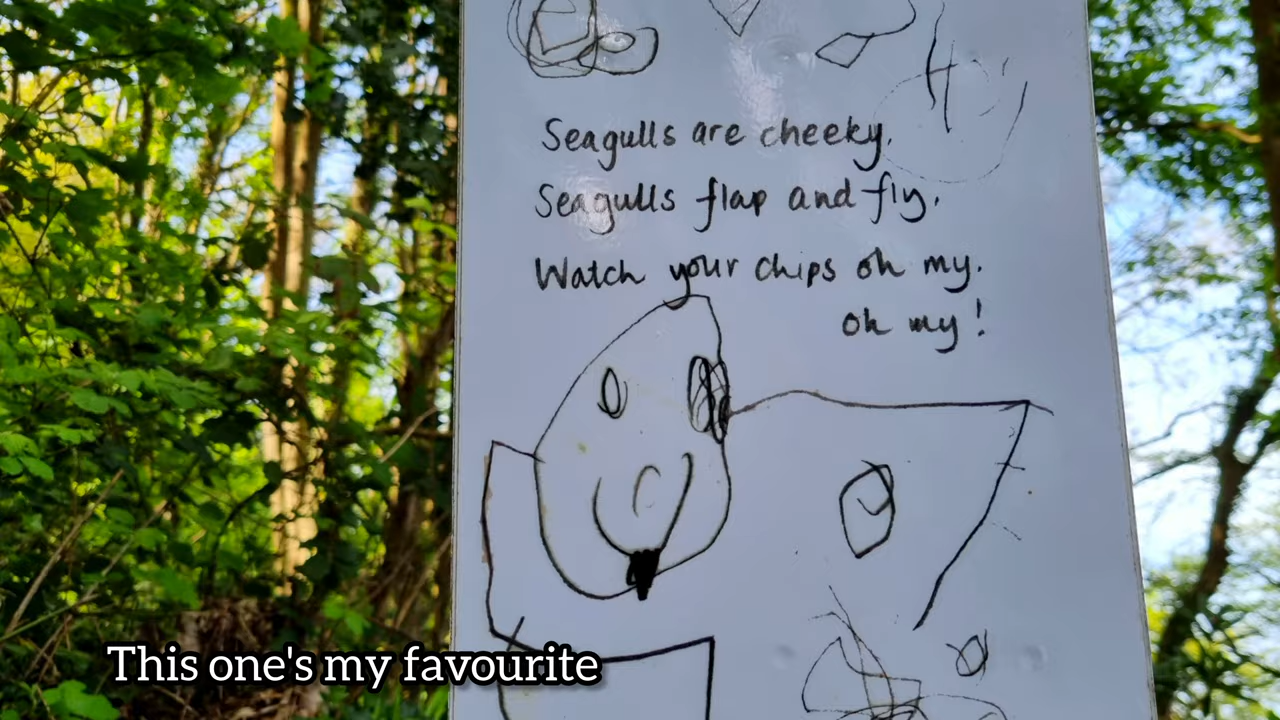 Seagulls are cheeky.
Seagulls flap and fly.
Watch your chips oh my.
oh my!
This one's my favourite